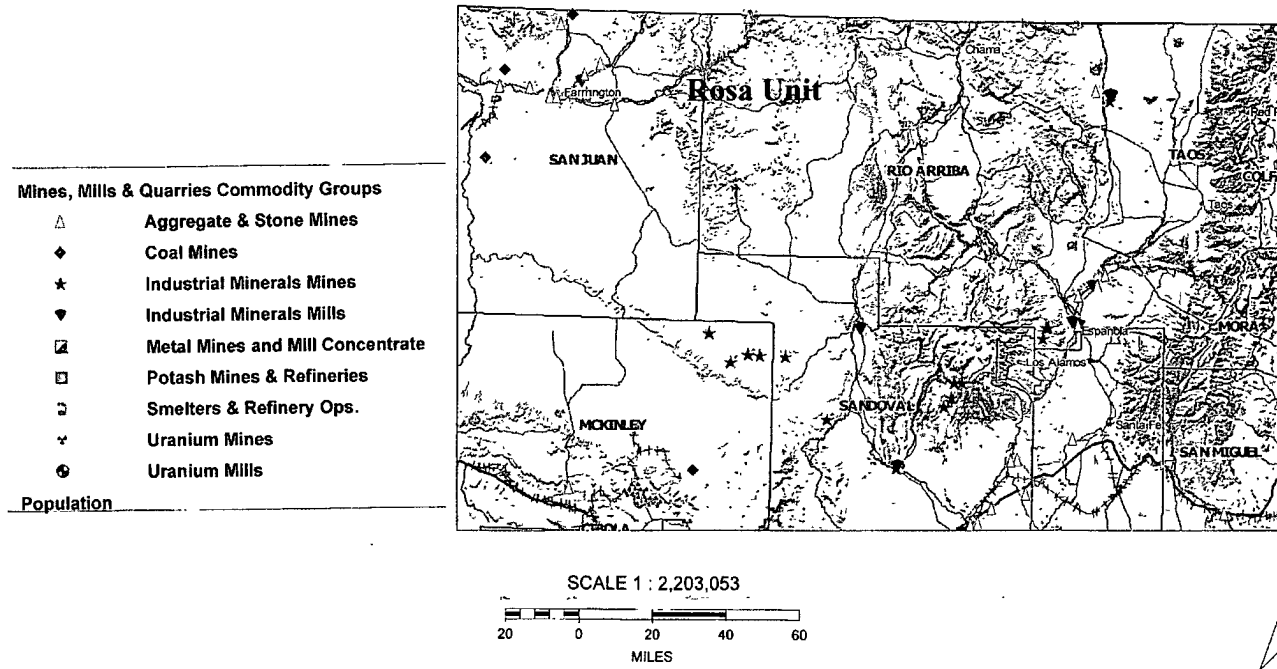 Mines, Mills & Quarries Commodity Groups
Aggregate & Stone Mines
Coal Mines
Industrial Minerals Mines
Industrial Minerals Mills
Metal Mines and Mill Concentrate
Potash Mines & Refineries
Smelters & Refinery Ops.
Uranium Mines
Uranium Mills
Population
Chama
Farmington
Rosa Unit
Red R
SAN JUAN
RIO ARRIBA
TAOS
COLF
Taos
Espanola
MORA
Los Alamos
SANDOVAL
MCKINLEY
Santa Fe
SAN MIGUEL
CIBOLA
SCALE 1 : 2,203,053
20 0 20 40 60
MILES